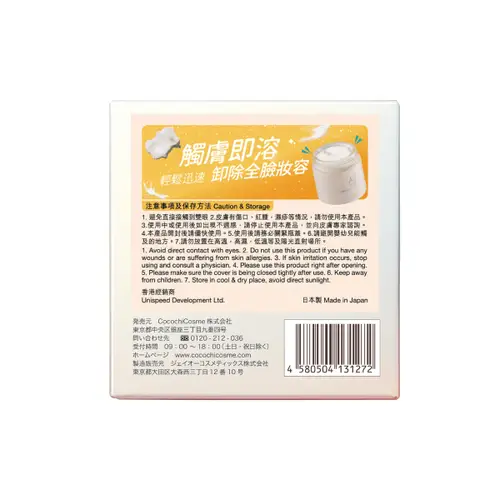 觸膚即溶
輕鬆迅速 卸除全臉妝容
注意事項及保存方法 Caution & Storage
1.避免直接接觸到雙眼 2.皮膚有傷口、紅腫、濕疹等情況，請勿使用本產品。
3.使用中或使用後如出現不適感，請停止使用本產品，並向皮膚專家諮詢。
4.本產品開封後請儘快使用。5.使用後請務必關緊瓶蓋。6.請避開嬰幼兒能觸
及的地方。7.請勿放置在高溫、高濕、低溫等及陽光直射場所。
1. Avoid direct contact with eyes. 2. Do not use this product if you have any
wounds or are suffering from skin allergies. 3. If skin irritation occurs, stop
using and consult a physician. 4. Please use this product right after opening.
5. Please make sure the cover is being closed tightly after use. 6. Keep away
from children. 7. Store in cool & dry place, avoid direct sunlight.
香港經銷商
Unispeed Development Ltd.
日本製 Made in Japan
発売元 CocochiCosme 株式会社
東京都中央区銀座三丁目九番四号
問い合わせ先 0120-212-036
受付時間 09：00 ～ 18：00（土日・祝日除く）
ホームページ www.cocochicosme.com
製造販売元 ジェイオーコスメティックス株式会社
東京都大田区大森西三丁目12番10号
4 580504 131272